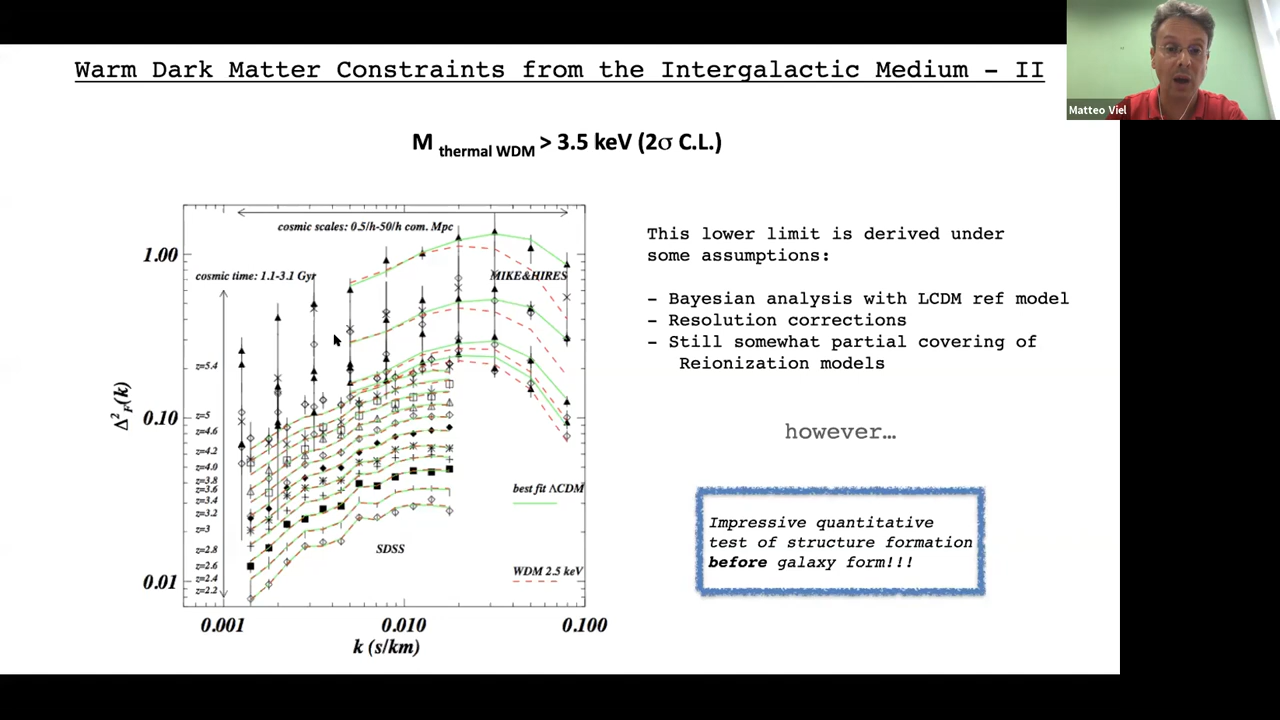 Warm Dark Matter Constraints from the Intergalactic Medium - II
Matteo Viel
M thermal WDM > 3.5 keV (2σ C.L.)
cosmic scales: 0.5/h-50/h com. Mpc
cosmic time: 1.1-3.1 Gyr
MIKE&HIRES
z=5.4
z=5
z=4.6
z=4.2
z=4.0
z=3.8
z=3.6
z=3.4
z=3.2
z=3
z=2.8
z=2.6
z=2.4
z=2.2
1.00
0.10
0.01
Δ²F(k)
best fit ΛCDM
SDSS
WDM 2.5 keV
0.001
0.010
0.100
k (s/km)
This lower limit is derived under
some assumptions:
- Bayesian analysis with LCDM ref model
- Resolution corrections
- Still somewhat partial covering of
Reionization models
however…
Impressive quantitative
test of structure formation
before galaxy form!!!